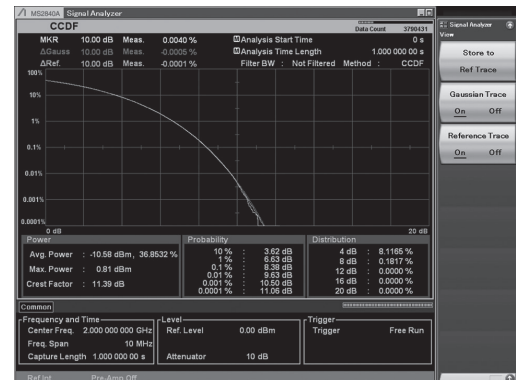 MS2840A Signal Analyzer
CCDF
Data Count 3790431
MKR 10.00 dB Meas. 0.0040 % Analysis Start Time 0 s
ΔGauss 10.00 dB Meas. -0.0005 % Analysis Time Length 1.000 000 00 s
ΔRef. 10.00 dB Meas. -0.0001 % Filter BW : Not Filtered Method : CCDF
100%
10%
1%
0.1%
0.01%
0.001%
0.0001%
0 dB 20 dB
Power
Avg. Power : -10.58 dBm, 36.8532 %
Max. Power : 0.81 dBm
Crest Factor : 11.39 dB
Probability
10 % : 3.62 dB
1 % : 6.63 dB
0.1 % : 8.38 dB
0.01 % : 9.63 dB
0.001 % : 10.50 dB
0.0001 % : 11.06 dB
Distribution
4 dB : 8.1165 %
8 dB : 0.1817 %
12 dB : 0.0000 %
16 dB : 0.0000 %
20 dB : 0.0000 %
Common
Frequency and Time
Center Freq. 2.000 000 000 GHz
Freq. Span 10 MHz
Capture Length 1.000 000 00 s
Level
Ref. Level 0.00 dBm
Attenuator 10 dB
Trigger
Trigger Free Run
Ref.Int Pre-Amp Off
Signal Analyzer
View
Store to
Ref Trace
Gaussian Trace
On Off
Reference Trace
On Off